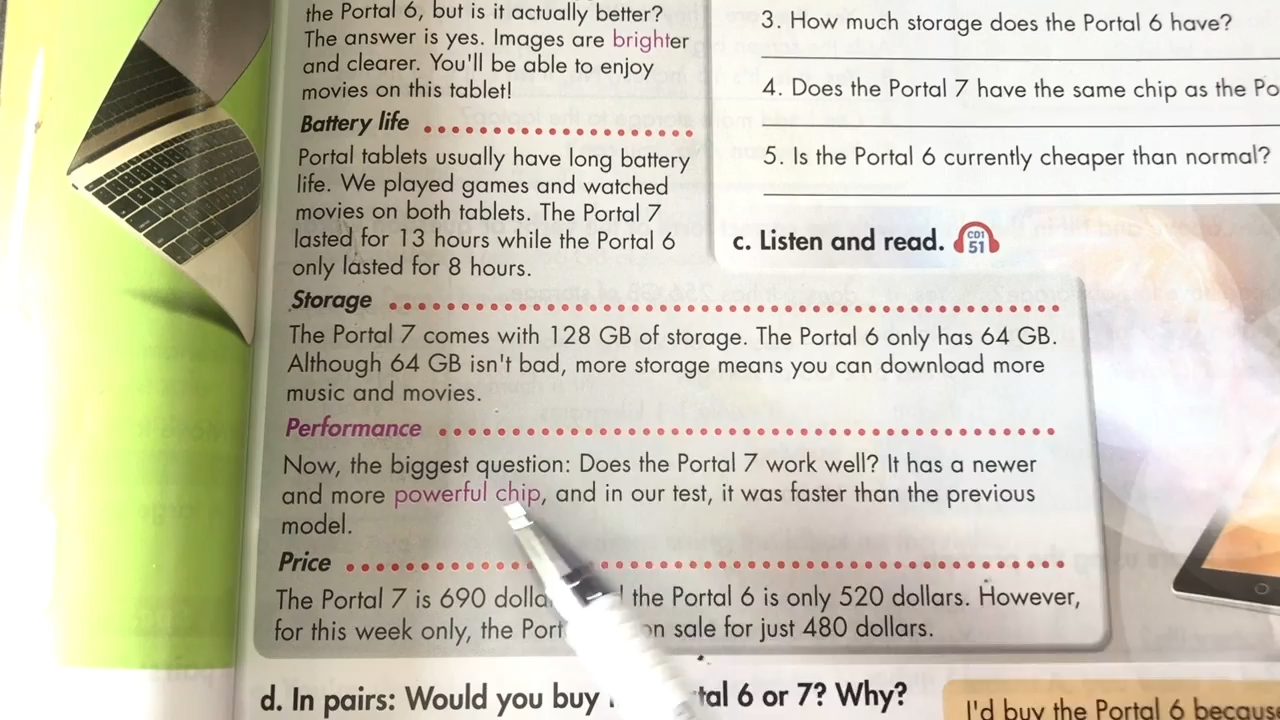 the Portal 6, but is it actually better?
The answer is yes. Images are brighter
and clearer. You'll be able to enjoy
movies on this tablet!
Battery life
Portal tablets usually have long battery
life. We played games and watched
movies on both tablets. The Portal 7
lasted for 13 hours while the Portal 6
only lasted for 8 hours.
Storage
The Portal 7 comes with 128 GB of storage. The Portal 6 only has 64 GB.
Although 64 GB isn't bad, more storage means you can download more
music and movies.
Performance
Now, the biggest question: Does the Portal 7 work well? It has a newer
and more powerful chip, and in our test, it was faster than the previous
model.
Price
The Portal 7 is 690 dolla the Portal 6 is only 520 dollars. However,
for this week only, the Port on sale for just 480 dollars.
d. In pairs: Would you buy tal 6 or 7? Why?
3. How much storage does the Portal 6 have?
4. Does the Portal 7 have the same chip as the Po
5. Is the Portal 6 currently cheaper than normal?
c. Listen and read. CD1
51
I'd buy the Portal 6 because